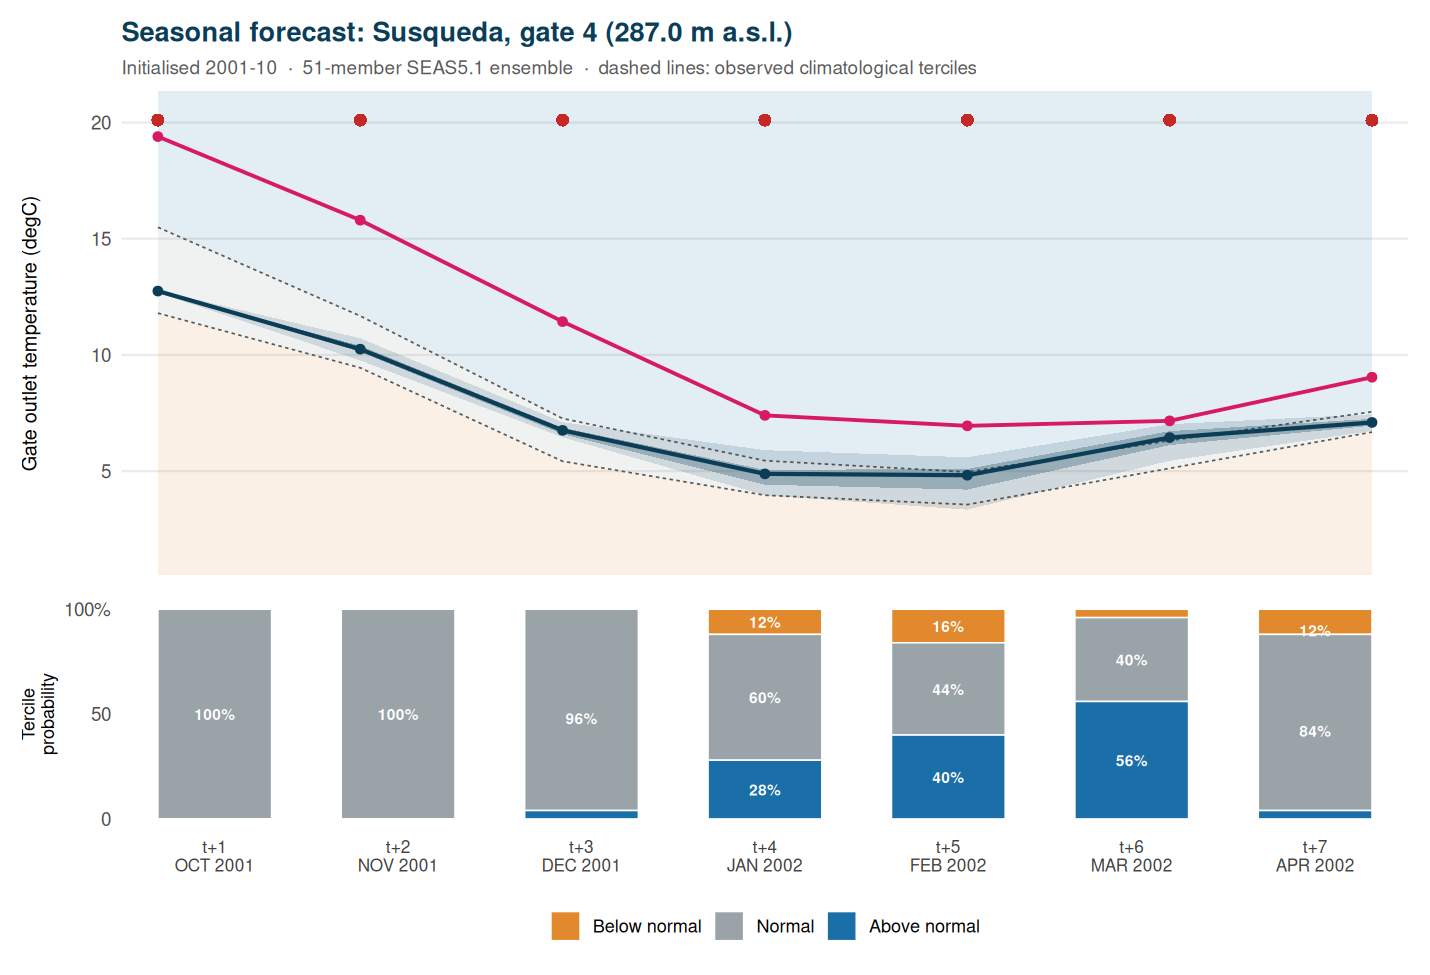 Seasonal forecast: Susqueda, gate 4 (287.0 m a.s.l.)
Initialised 2001-10 · 51-member SEAS5.1 ensemble · dashed lines: observed climatological terciles
Gate outlet temperature (degC)
20
15
10
5
Tercile
probability
100%
50
0
100%
100%
96%
12%
60%
28%
16%
44%
40%
40%
56%
12%
84%
t+1
OCT 2001
t+2
NOV 2001
t+3
DEC 2001
t+4
JAN 2002
t+5
FEB 2002
t+6
MAR 2002
t+7
APR 2002
Below normal
Normal
Above normal